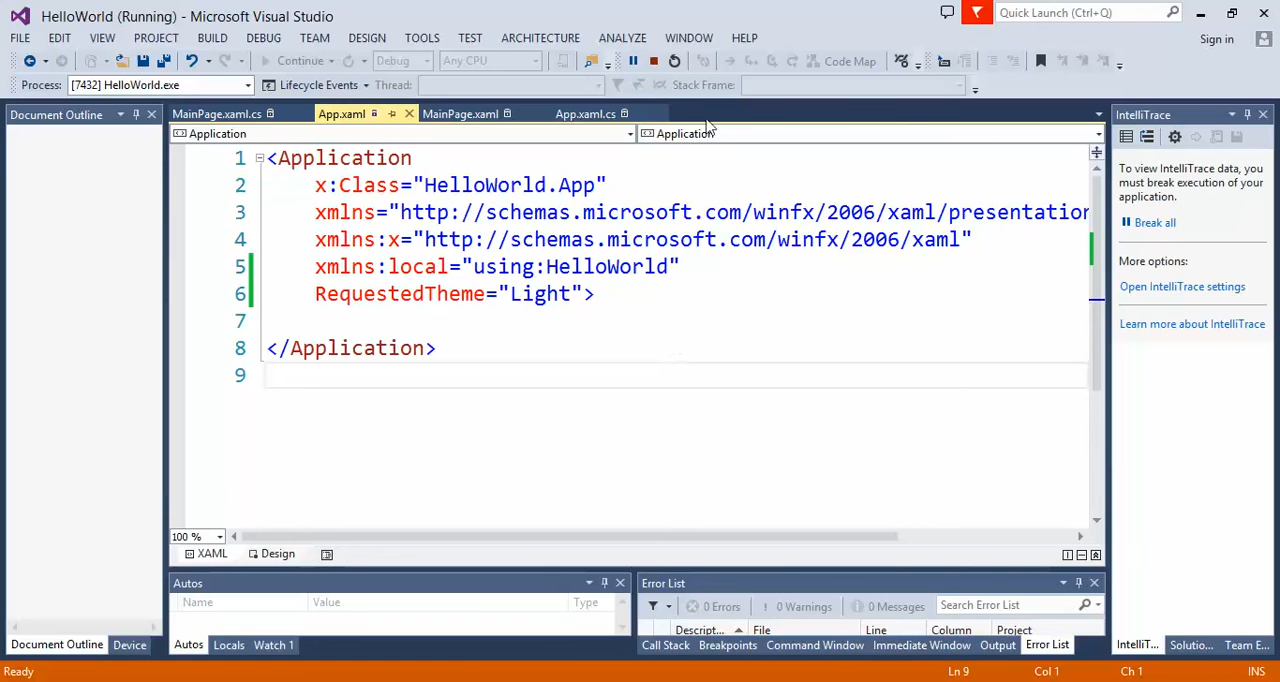 HelloWorld (Running) - Microsoft Visual Studio
Quick Launch (Ctrl+Q)
FILE EDIT VIEW PROJECT BUILD DEBUG TEAM DESIGN TOOLS TEST ARCHITECTURE ANALYZE WINDOW HELP
Sign in
Continue Debug Any CPU Code Map
Process: [7432] HelloWorld.exe Lifecycle Events Thread: Stack Frame:
Document Outline
MainPage.xaml.cs App.xaml MainPage.xaml App.xaml.cs
IntelliTrace
Application Application
1 <Application
2 x:Class="HelloWorld.App"
3 xmlns="http://schemas.microsoft.com/winfx/2006/xaml/presentation
4 xmlns:x="http://schemas.microsoft.com/winfx/2006/xaml"
5 xmlns:local="using:HelloWorld"
6 RequestedTheme="Light">
7
8 </Application>
9
To view IntelliTrace data, you
must break execution of your
application.
Break all
More options:
Open IntelliTrace settings
Learn more about IntelliTrace
100 %
XAML Design
Autos
Name Value Type
Error List
0 Errors 0 Warnings 0 Messages Search Error List
Descript... File Line Column Project
Document Outline Device
Autos Locals Watch 1
Call Stack Breakpoints Command Window Immediate Window Output Error List
IntelliT... Solutio... Team E...
Ready Ln 9 Col 1 Ch 1 INS